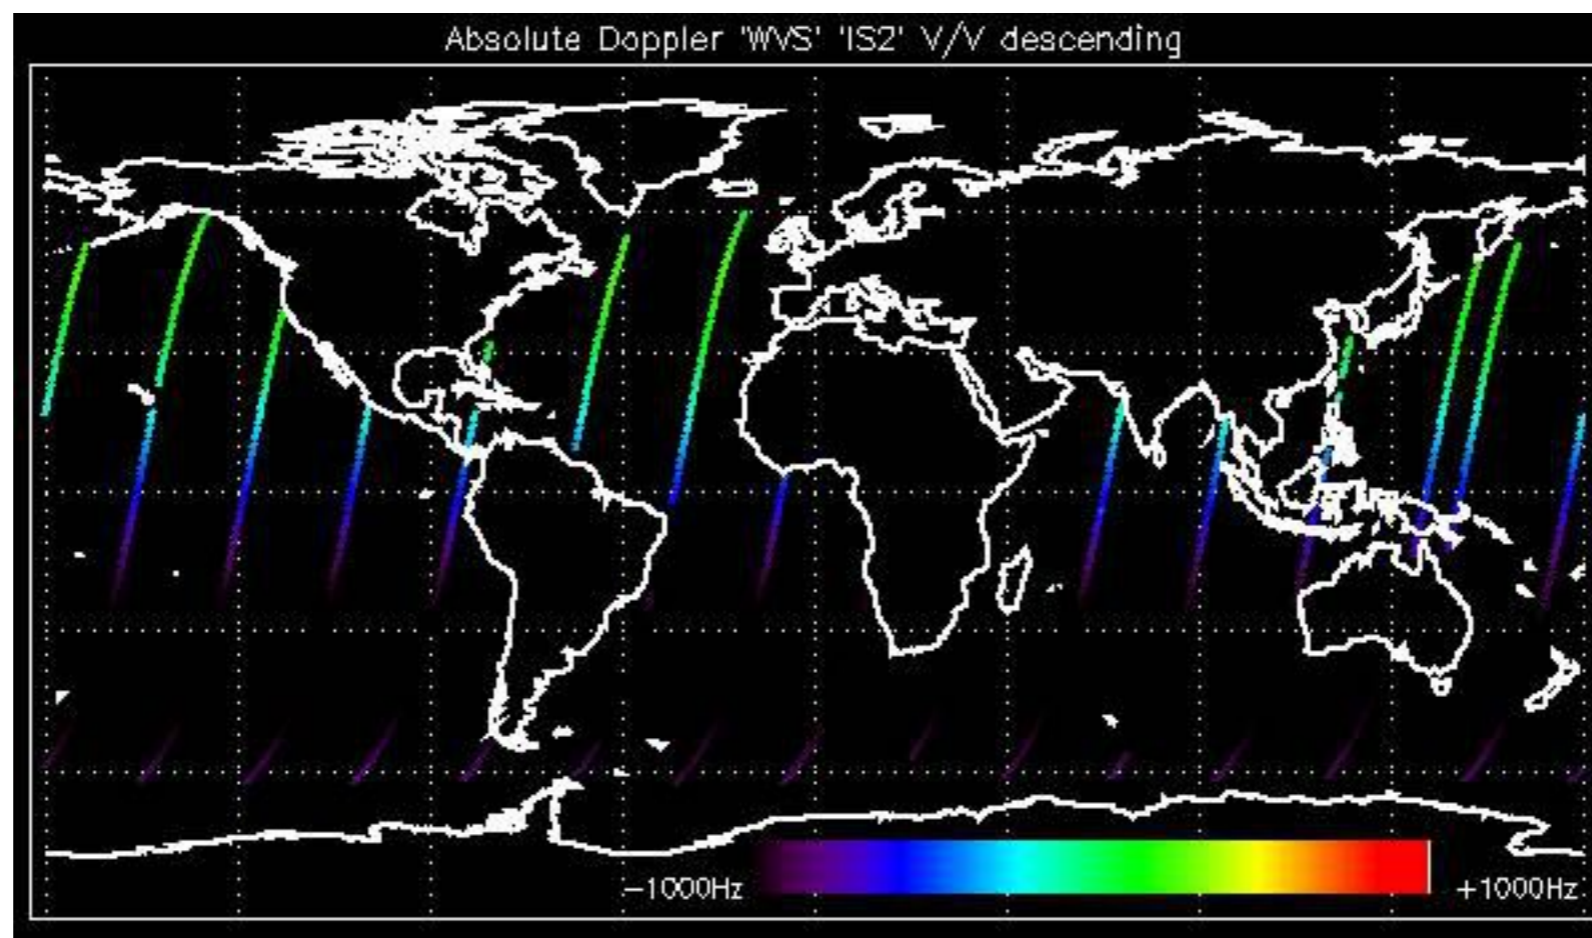 Absolute Doppler 'WVS' 'IS2' V/V descending
−1000Hz +1000Hz